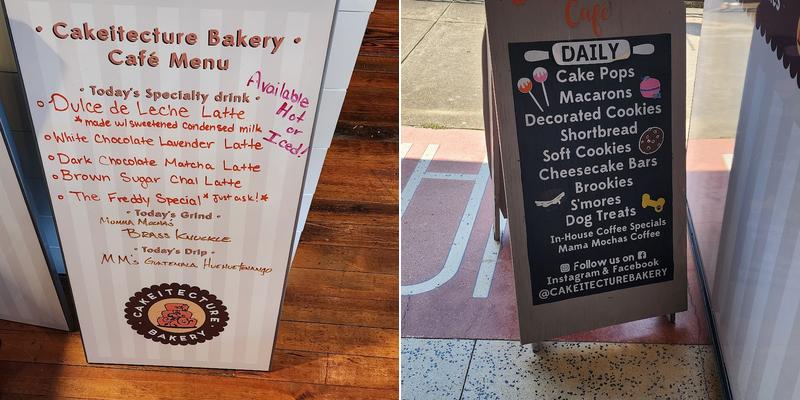 • Cakeitecture Bakery •
Café Menu
• Today's Specialty drink •
Available
Hot
or
Iced!
Dulce de Leche Latte
*made w/sweetened condensed milk
White Chocolate Lavender Latte
Dark Chocolate Matcha Latte
Brown Sugar Chai Latte
The Freddy Special *just ask!*
• Today's Grind •
Momma Mocha's
Brass Knuckle
• Today's Drip •
MM's Guatemala Huehuetenango
CAKEITECTURE
BAKERY
Café
DAILY
Cake Pops
Macarons
Decorated Cookies
Shortbread
Soft Cookies
Cheesecake Bars
Brookies
S'mores
Dog Treats
In-House Coffee Specials
Mama Mochas Coffee
Follow us on
Instagram & Facebook
@CAKEITECTUREBAKERY